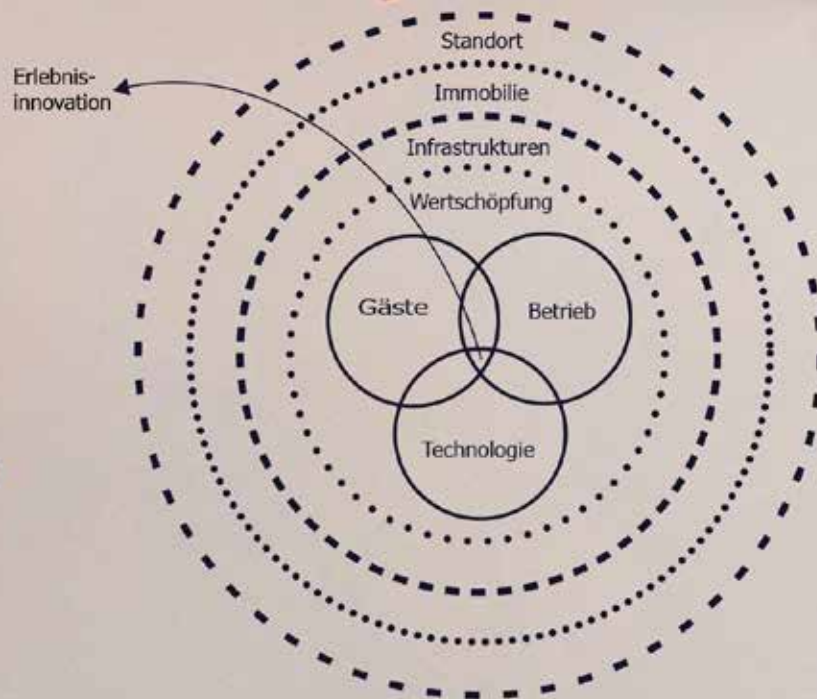 Standort
Erlebnis-
innovation
Immobilie
Infrastrukturen
Wertschöpfung
Gäste
Betrieb
Technologie